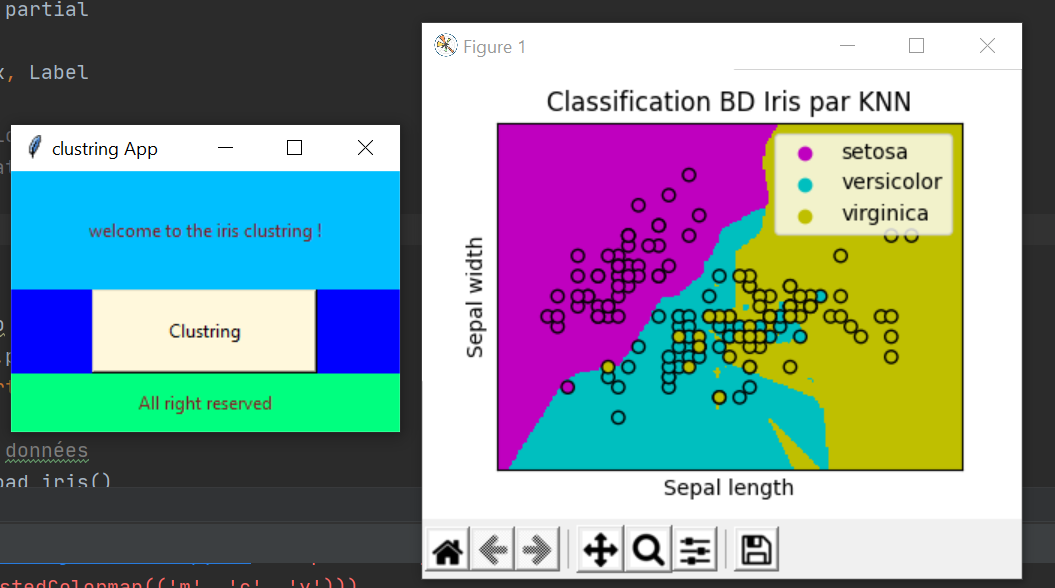 partial
, Label
clustring App
welcome to the iris clustring !
Clustring
All right reserved
données
oad_iris()
stedColormap(('m', 'c', 'y')))
Figure 1
Classification BD Iris par KNN
setosa
versicolor
virginica
Sepal width
Sepal length